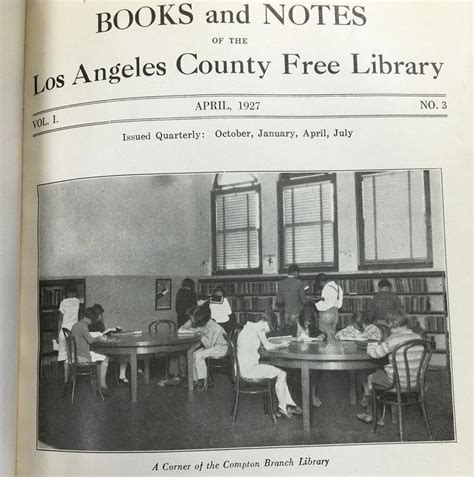 BOOKS and NOTES
OF THE
Los Angeles County Free Library
VOL. I. APRIL, 1927 NO. 3
Issued Quarterly: October, January, April, July
A Corner of the Compton Branch Library